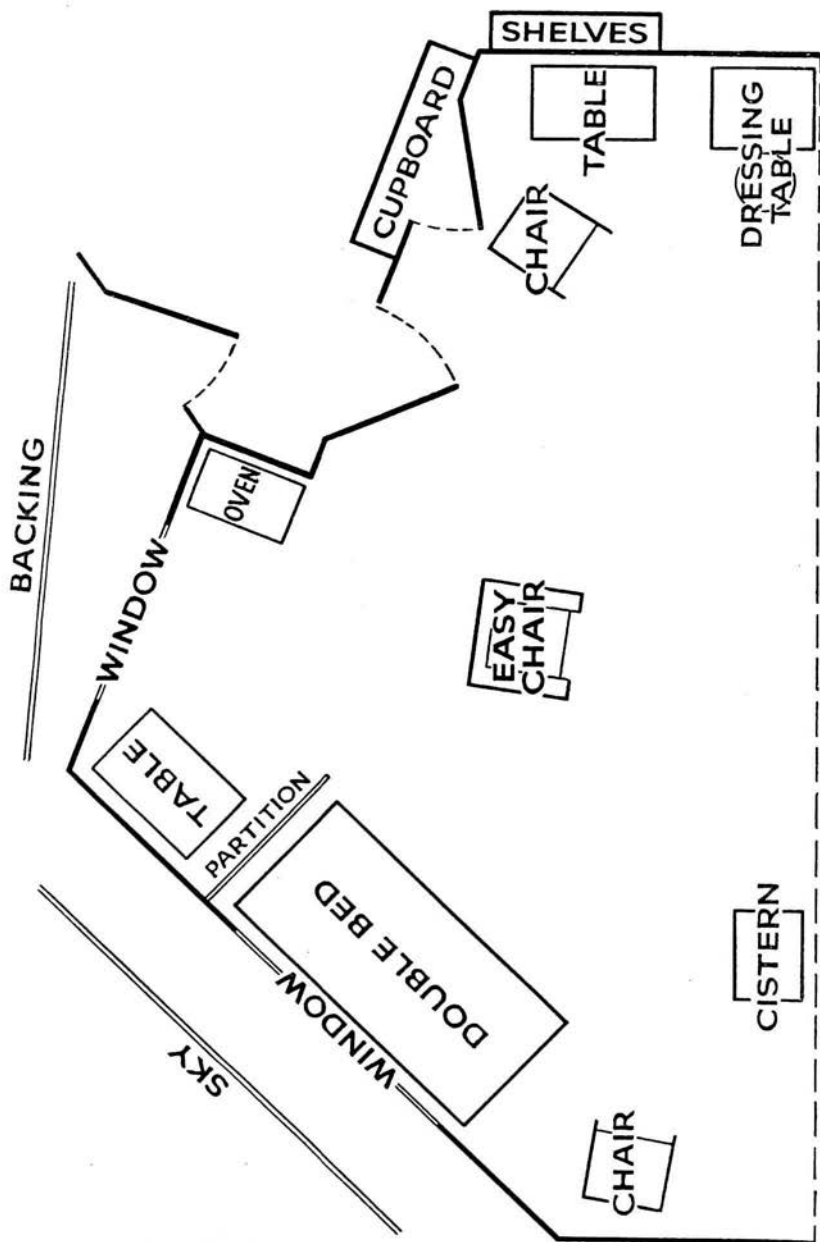 SHELVES
CUPBOARD
TABLE
DRESSING
TABLE
CHAIR
BACKING
OVEN
WINDOW
EASY
CHAIR
TABLE
PARTITION
DOUBLE BED
WINDOW
SKY
CISTERN
CHAIR